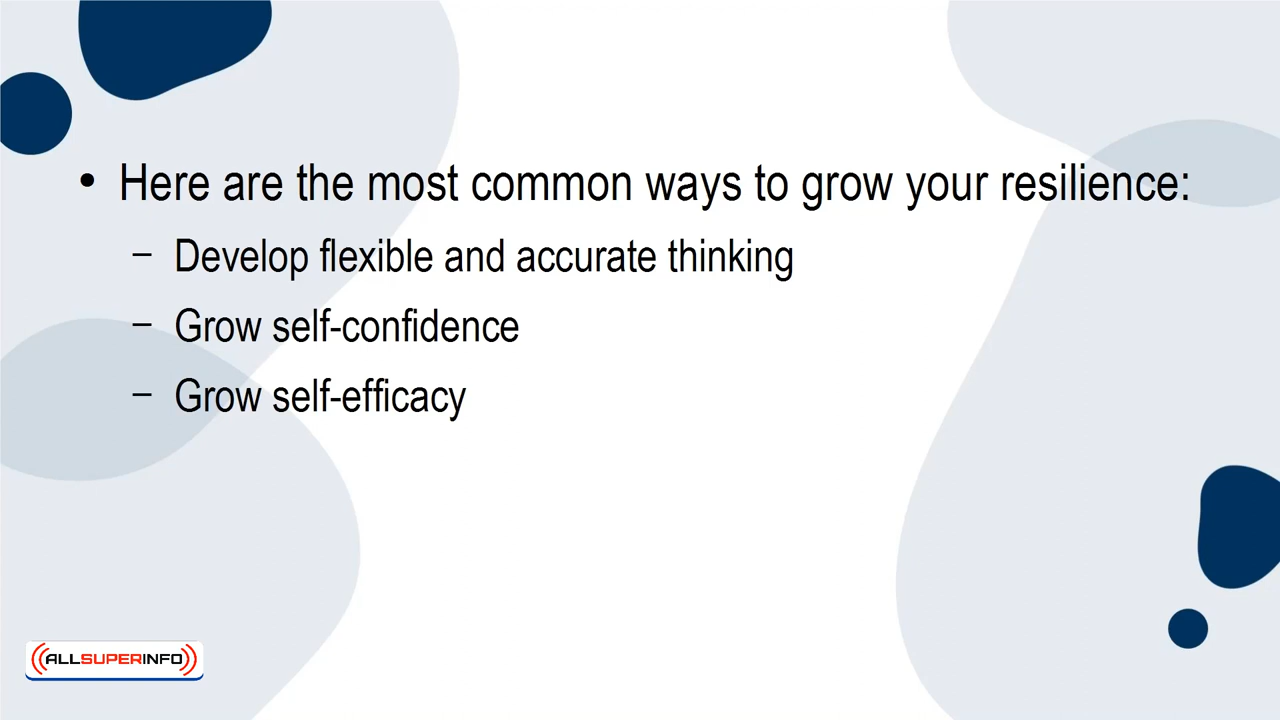 • Here are the most common ways to grow your resilience:
– Develop flexible and accurate thinking
– Grow self-confidence
– Grow self-efficacy
ALLSUPERINFO